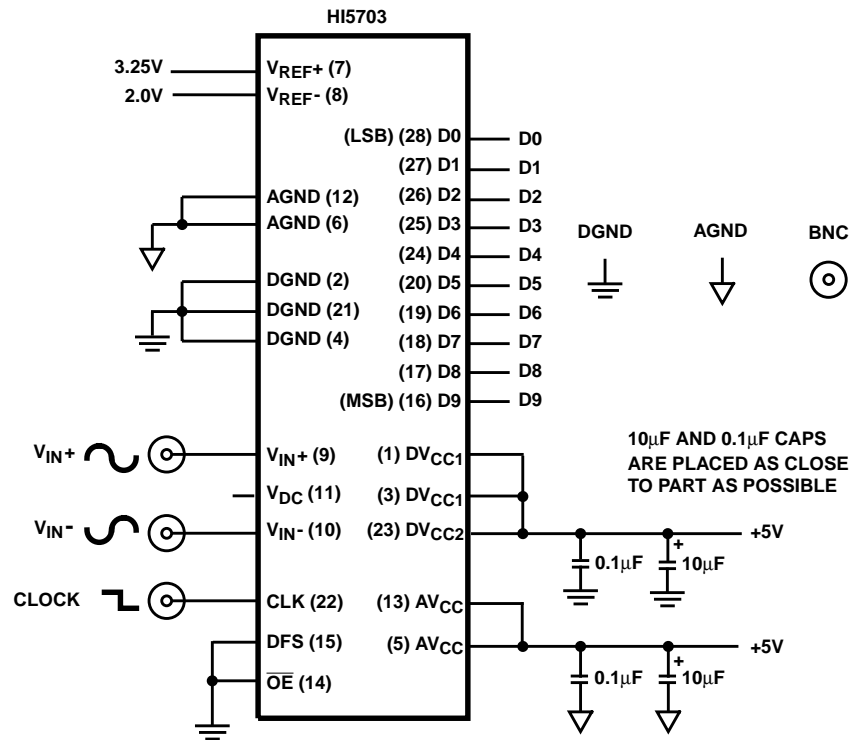 HI5703
3.25V
VREF+ (7)
2.0V
VREF- (8)
(LSB) (28) D0
D0
(27) D1
D1
AGND (12)
(26) D2
D2
AGND (6)
(25) D3
D3
(24) D4
D4
DGND (2)
(20) D5
D5
DGND (21)
(19) D6
D6
DGND (4)
(18) D7
D7
(17) D8
D8
(MSB) (16) D9
D9
DGND
AGND
BNC
VIN+
VIN+ (9)
(1) DVCC1
VDC (11)
(3) DVCC1
VIN-
VIN- (10)
(23) DVCC2
10µF AND 0.1µF CAPS
ARE PLACED AS CLOSE
TO PART AS POSSIBLE
+5V
0.1µF
+
10µF
CLOCK
CLK (22)
(13) AVCC
DFS (15)
(5) AVCC
+5V
OE (14)
0.1µF
+
10µF